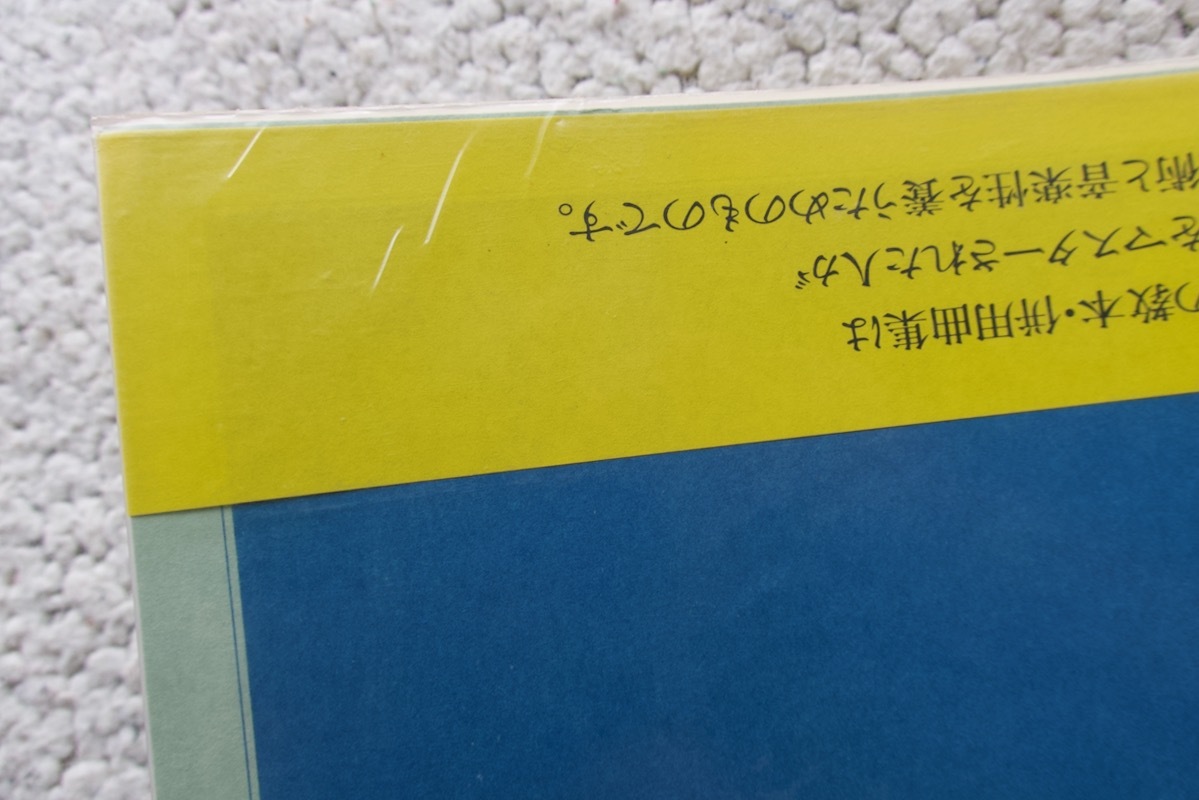 の教本・併用曲集は
をマスターされた人が
術と音楽性を養うためのものです。